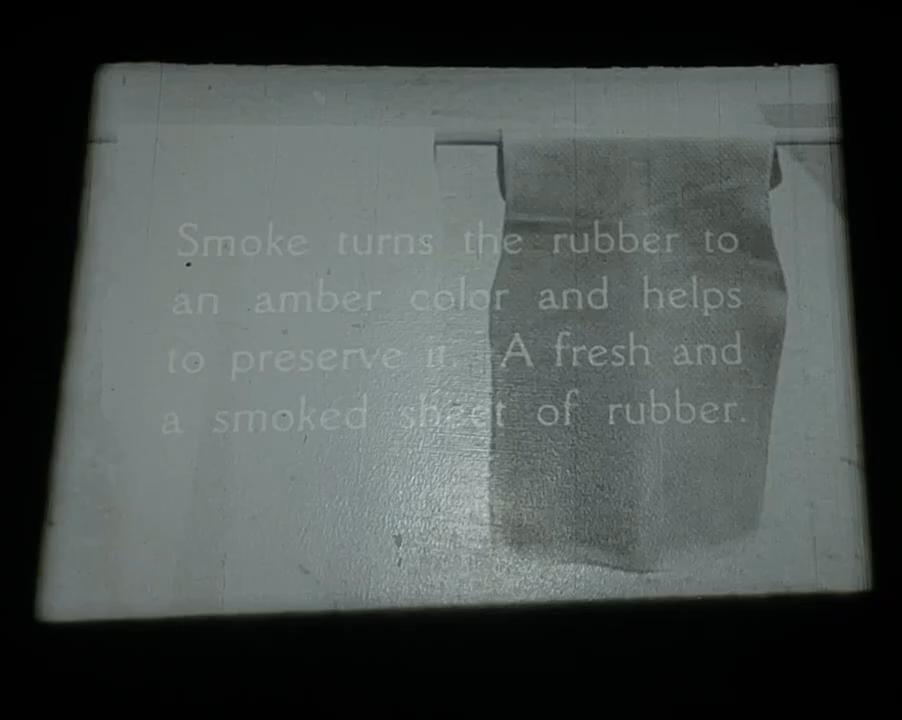 Smoke turns the rubber to
an amber color and helps
to preserve it. A fresh and
a smoked sheet of rubber.